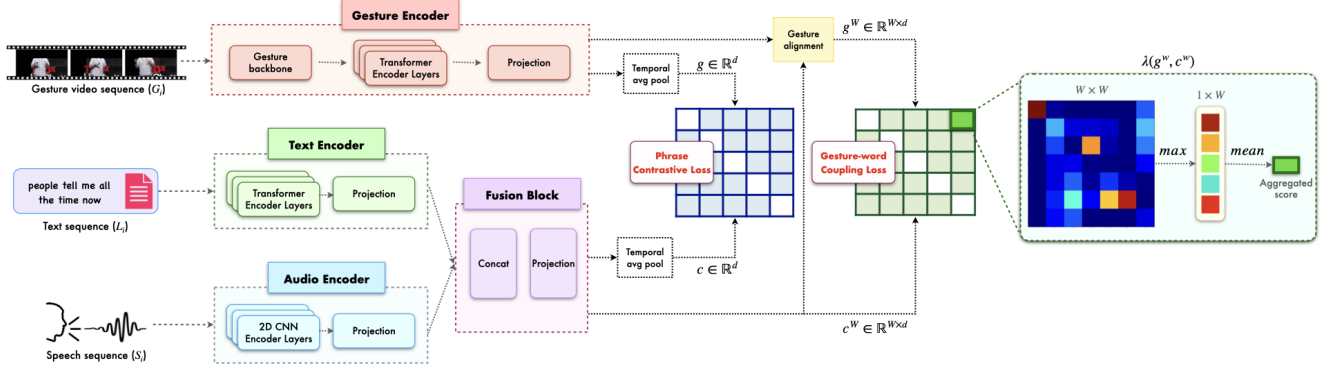 Gesture Encoder
Gesture
backbone
Transformer
Encoder Layers
Projection
Gesture video sequence (Gᵢ)
Temporal
avg pool
g ∈ ℝᵈ
Gesture
alignment
gᵂ ∈ ℝᵂˣᵈ
Text Encoder
people tell me all
the time now
Transformer
Encoder Layers
Projection
Text sequence (Lᵢ)
Audio Encoder
2D CNN
Encoder Layers
Projection
Speech sequence (Sᵢ)
Fusion Block
Concat
Projection
Temporal
avg pool
c ∈ ℝᵈ
Phrase
Contrastive Loss
Gesture-word
Coupling Loss
cᵂ ∈ ℝᵂˣᵈ
λ(gʷ, cʷ)
W × W
1 × W
max
mean
Aggregated
score